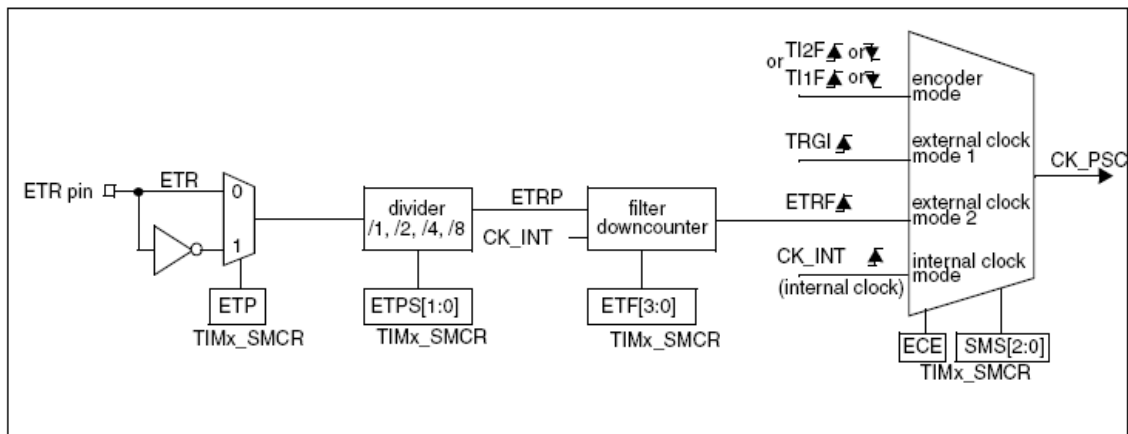 or TI2F or
TI1F or
encoder
mode
TRGI
external clock
mode 1
CK_PSC
ETR pin
ETR
0
1
divider
/1, /2, /4, /8
ETRP
CK_INT
filter
downcounter
ETRF
external clock
mode 2
CK_INT
(internal clock)
internal clock
mode
ETP
TIMx_SMCR
ETPS[1:0]
TIMx_SMCR
ETF[3:0]
TIMx_SMCR
ECE
SMS[2:0]
TIMx_SMCR